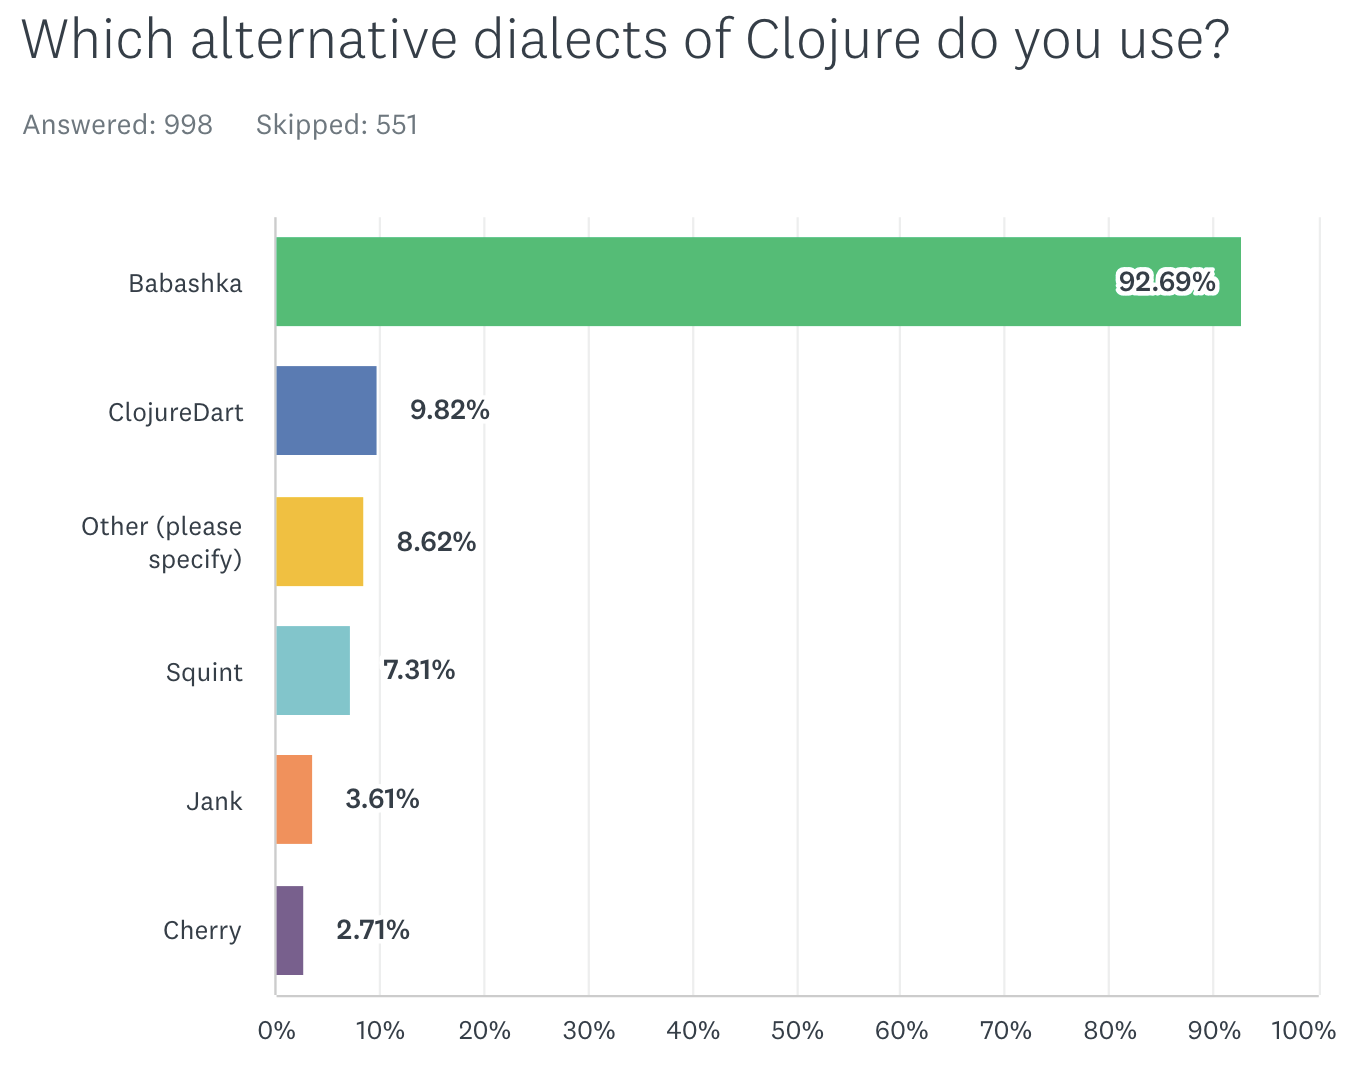 Which alternative dialects of Clojure do you use?
Answered: 998 Skipped: 551
Babashka 92.69%
ClojureDart 9.82%
Other (please
specify) 8.62%
Squint 7.31%
Jank 3.61%
Cherry 2.71%
0% 10% 20% 30% 40% 50% 60% 70% 80% 90% 100%